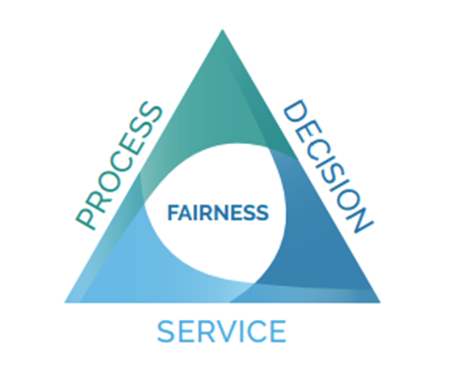 PROCESS
DECISION
FAIRNESS
SERVICE